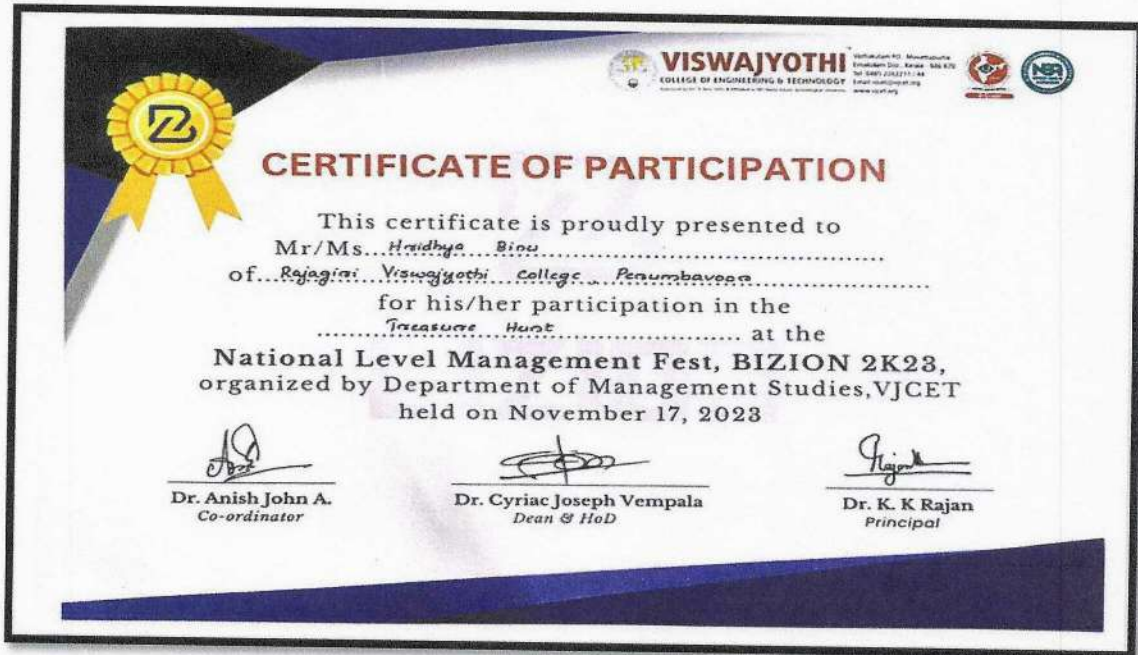 VISWAJYOTHI
COLLEGE OF ENGINEERING & TECHNOLOGY
CERTIFICATE OF PARTICIPATION
This certificate is proudly presented to
Mr/Ms...Hridhya Binu
of...Rajagiri Viswajyothi College, Perumbavoor
for his/her participation in the
Treasure Hunt at the
National Level Management Fest, BIZION 2K23,
organized by Department of Management Studies,VJCET
held on November 17, 2023
Dr. Anish John A.
Co-ordinator
Dr. Cyriac Joseph Vempala
Dean & HoD
Dr. K. K Rajan
Principal